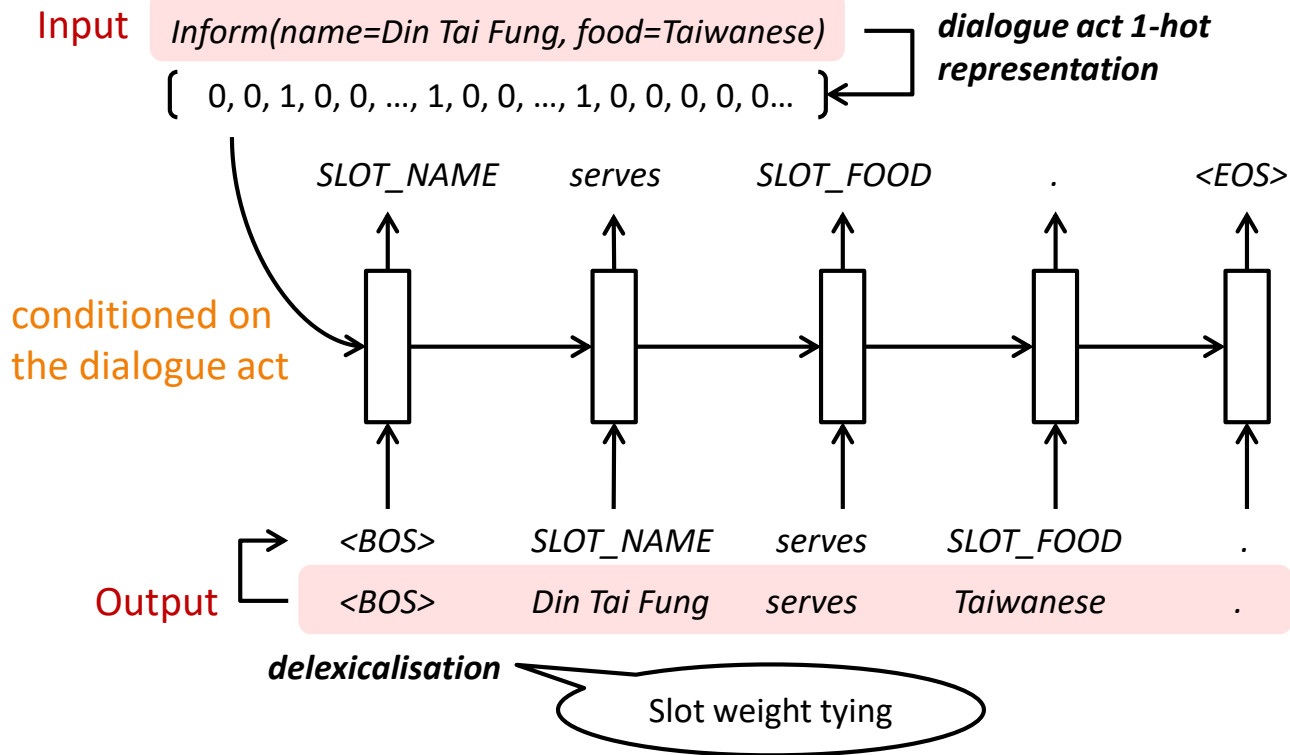 Input Inform(name=Din Tai Fung, food=Taiwanese)
dialogue act 1-hot
representation
0, 0, 1, 0, 0, …, 1, 0, 0, …, 1, 0, 0, 0, 0, 0…
SLOT_NAME serves SLOT_FOOD . <EOS>
conditioned on
the dialogue act
<BOS> SLOT_NAME serves SLOT_FOOD .
Output <BOS> Din Tai Fung serves Taiwanese .
delexicalisation
Slot weight tying